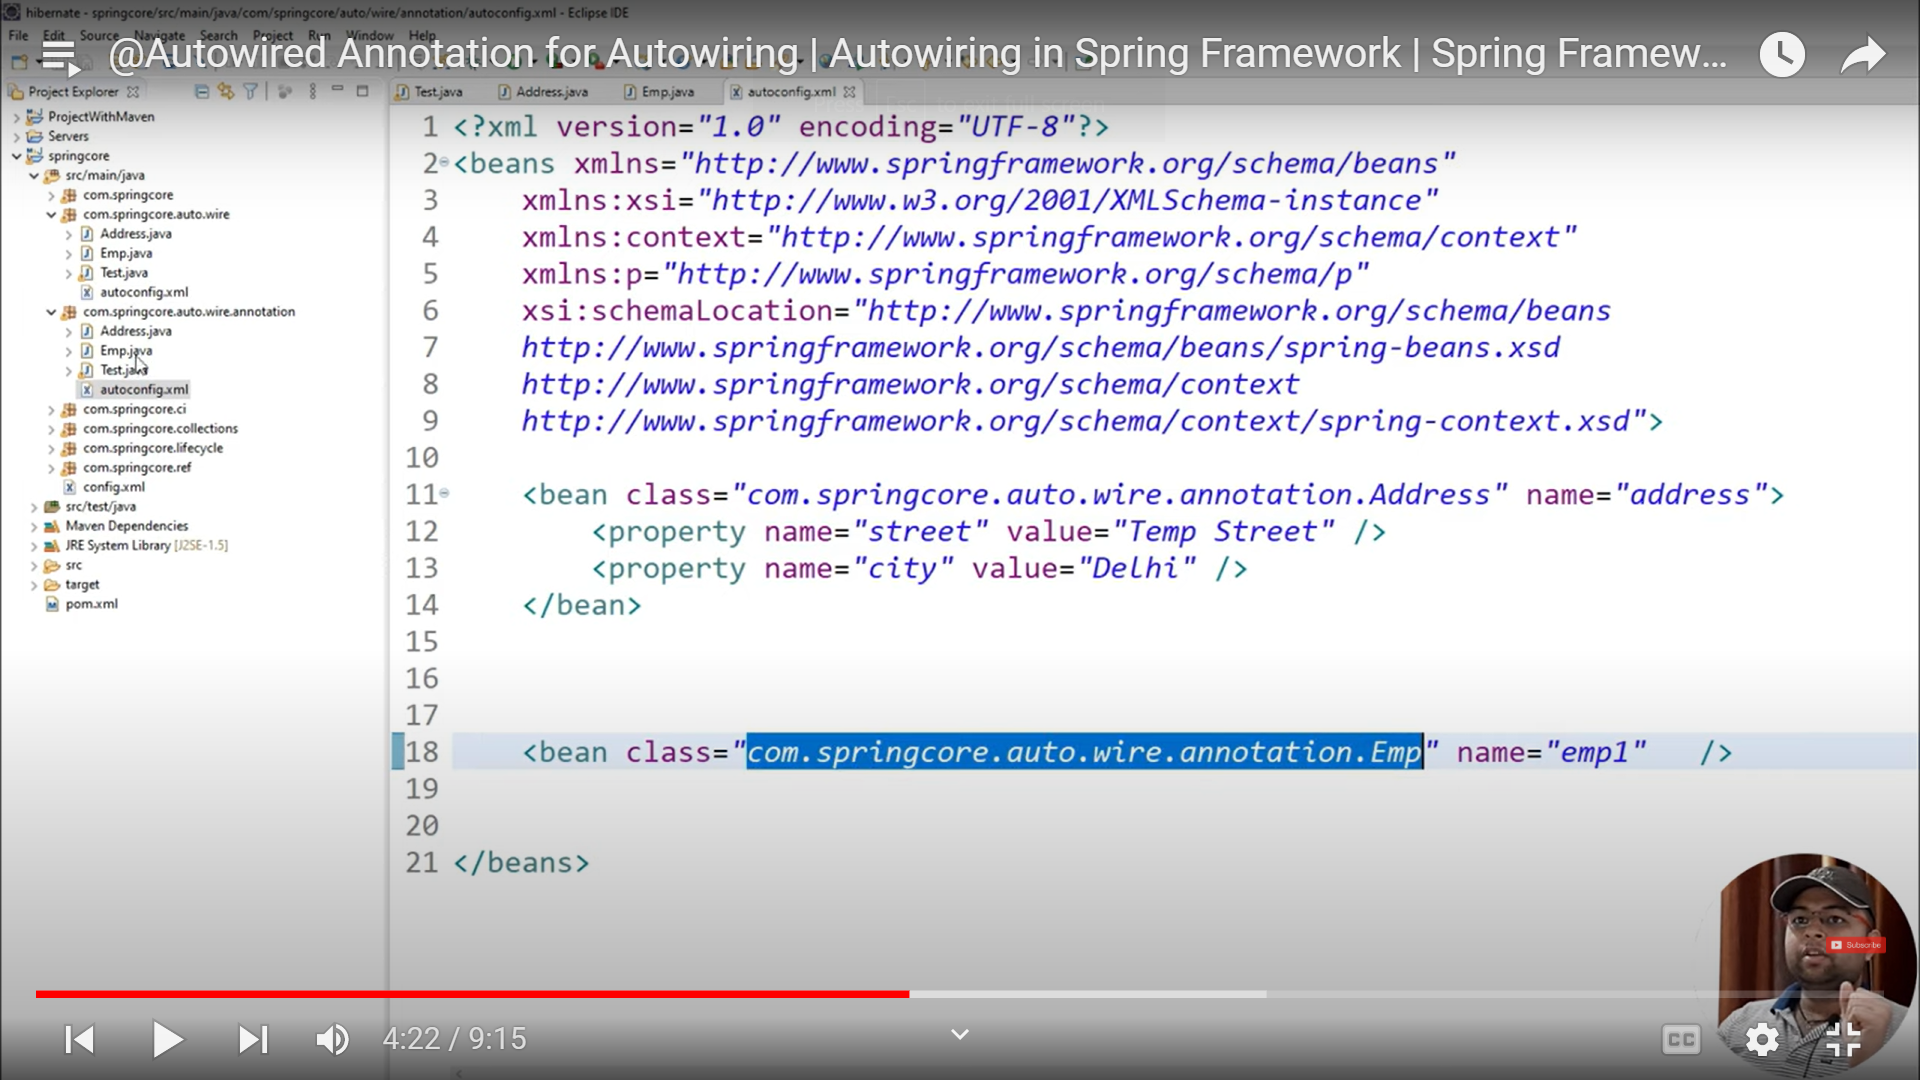 hibernate - springcore/src/main/java/com/springcore/auto/wire/annotation/autoconfig.xml - Eclipse IDE
File Edit Source Navigate Search Project Run Window Help
@Autowired Annotation for Autowiring | Autowiring in Spring Framework | Spring Framew...
Project Explorer
Test.java Address.java Emp.java autoconfig.xml
ProjectWithMaven
Servers
springcore
src/main/java
com.springcore
com.springcore.auto.wire
Address.java
Emp.java
Test.java
autoconfig.xml
com.springcore.auto.wire.annotation
Address.java
Emp.java
Test.java
autoconfig.xml
com.springcore.ci
com.springcore.collections
com.springcore.lifecycle
com.springcore.ref
config.xml
src/test/java
Maven Dependencies
JRE System Library [J2SE-1.5]
src
target
pom.xml
1 <?xml version="1.0" encoding="UTF-8"?>
2 <beans xmlns="http://www.springframework.org/schema/beans"
3 xmlns:xsi="http://www.w3.org/2001/XMLSchema-instance"
4 xmlns:context="http://www.springframework.org/schema/context"
5 xmlns:p="http://www.springframework.org/schema/p"
6 xsi:schemaLocation="http://www.springframework.org/schema/beans
7 http://www.springframework.org/schema/beans/spring-beans.xsd
8 http://www.springframework.org/schema/context
9 http://www.springframework.org/schema/context/spring-context.xsd">
10
11 <bean class="com.springcore.auto.wire.annotation.Address" name="address">
12 <property name="street" value="Temp Street" />
13 <property name="city" value="Delhi" />
14 </bean>
15
16
17
18 <bean class="com.springcore.auto.wire.annotation.Emp" name="emp1" />
19
20
21 </beans>
Subscribe
4:22 / 9:15
CC